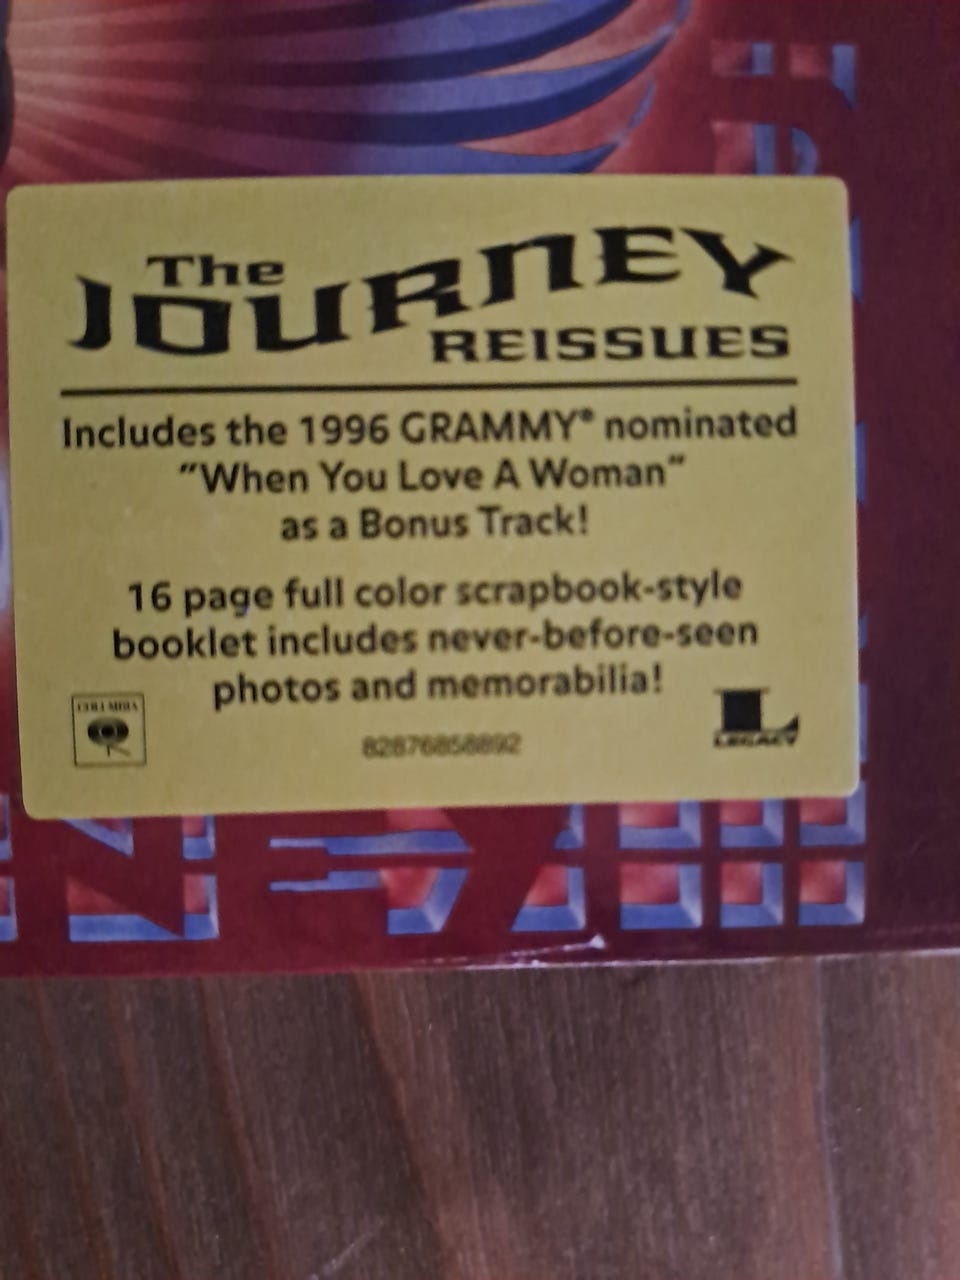 The
JOURNEY
REISSUES
Includes the 1996 GRAMMY® nominated
“When You Love A Woman”
as a Bonus Track!
16 page full color scrapbook-style
booklet includes never-before-seen
photos and memorabilia!
COLUMBIA
L
LEGACY
82876858892